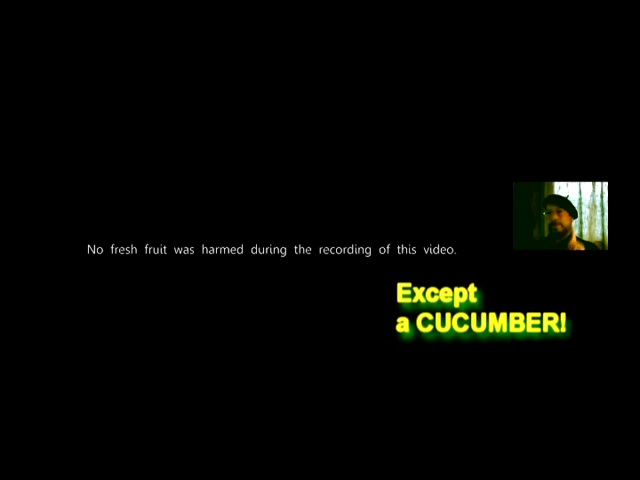 No fresh fruit was harmed during the recording of this video.
Except
a CUCUMBER!